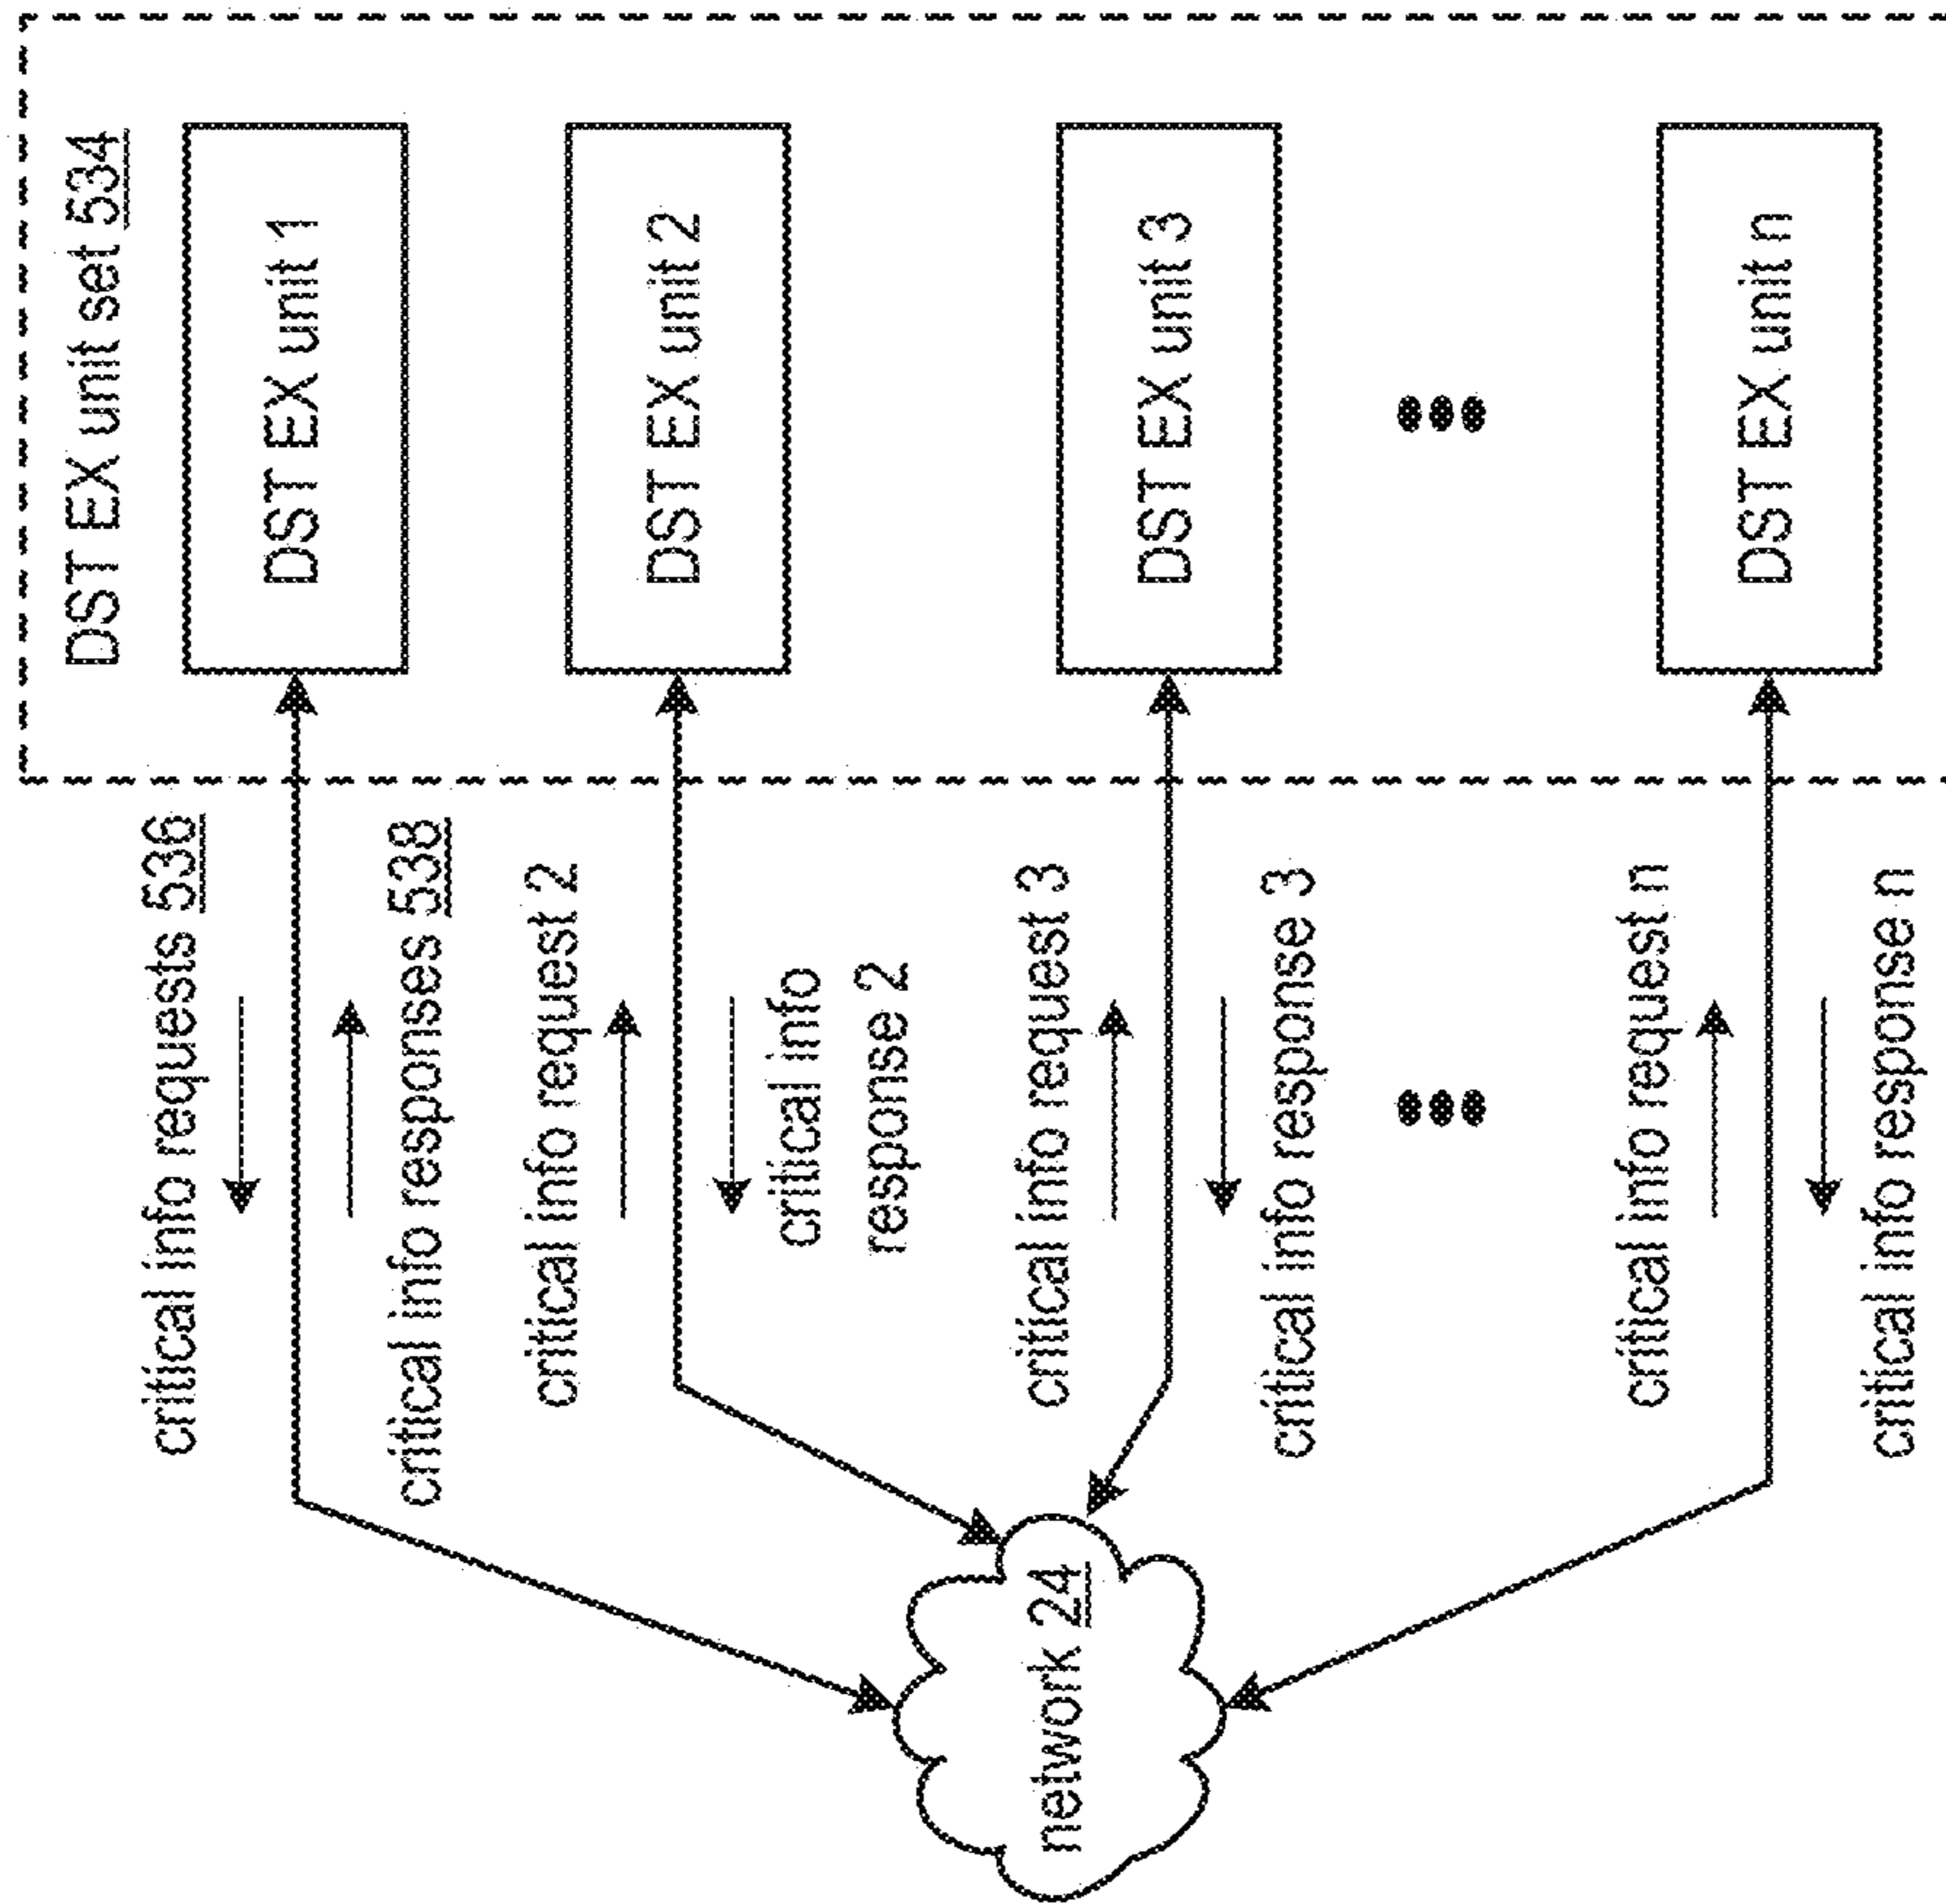 DST EX unit set 534
DST EX unit 1
DST EX unit 2
DST EX unit 3
DST EX unit n
critical info requests 536
critical info responses 538
critical info request 2
critical info
response 2
critical info request 3
critical info response 3
critical info request n
critical info response n
network 24